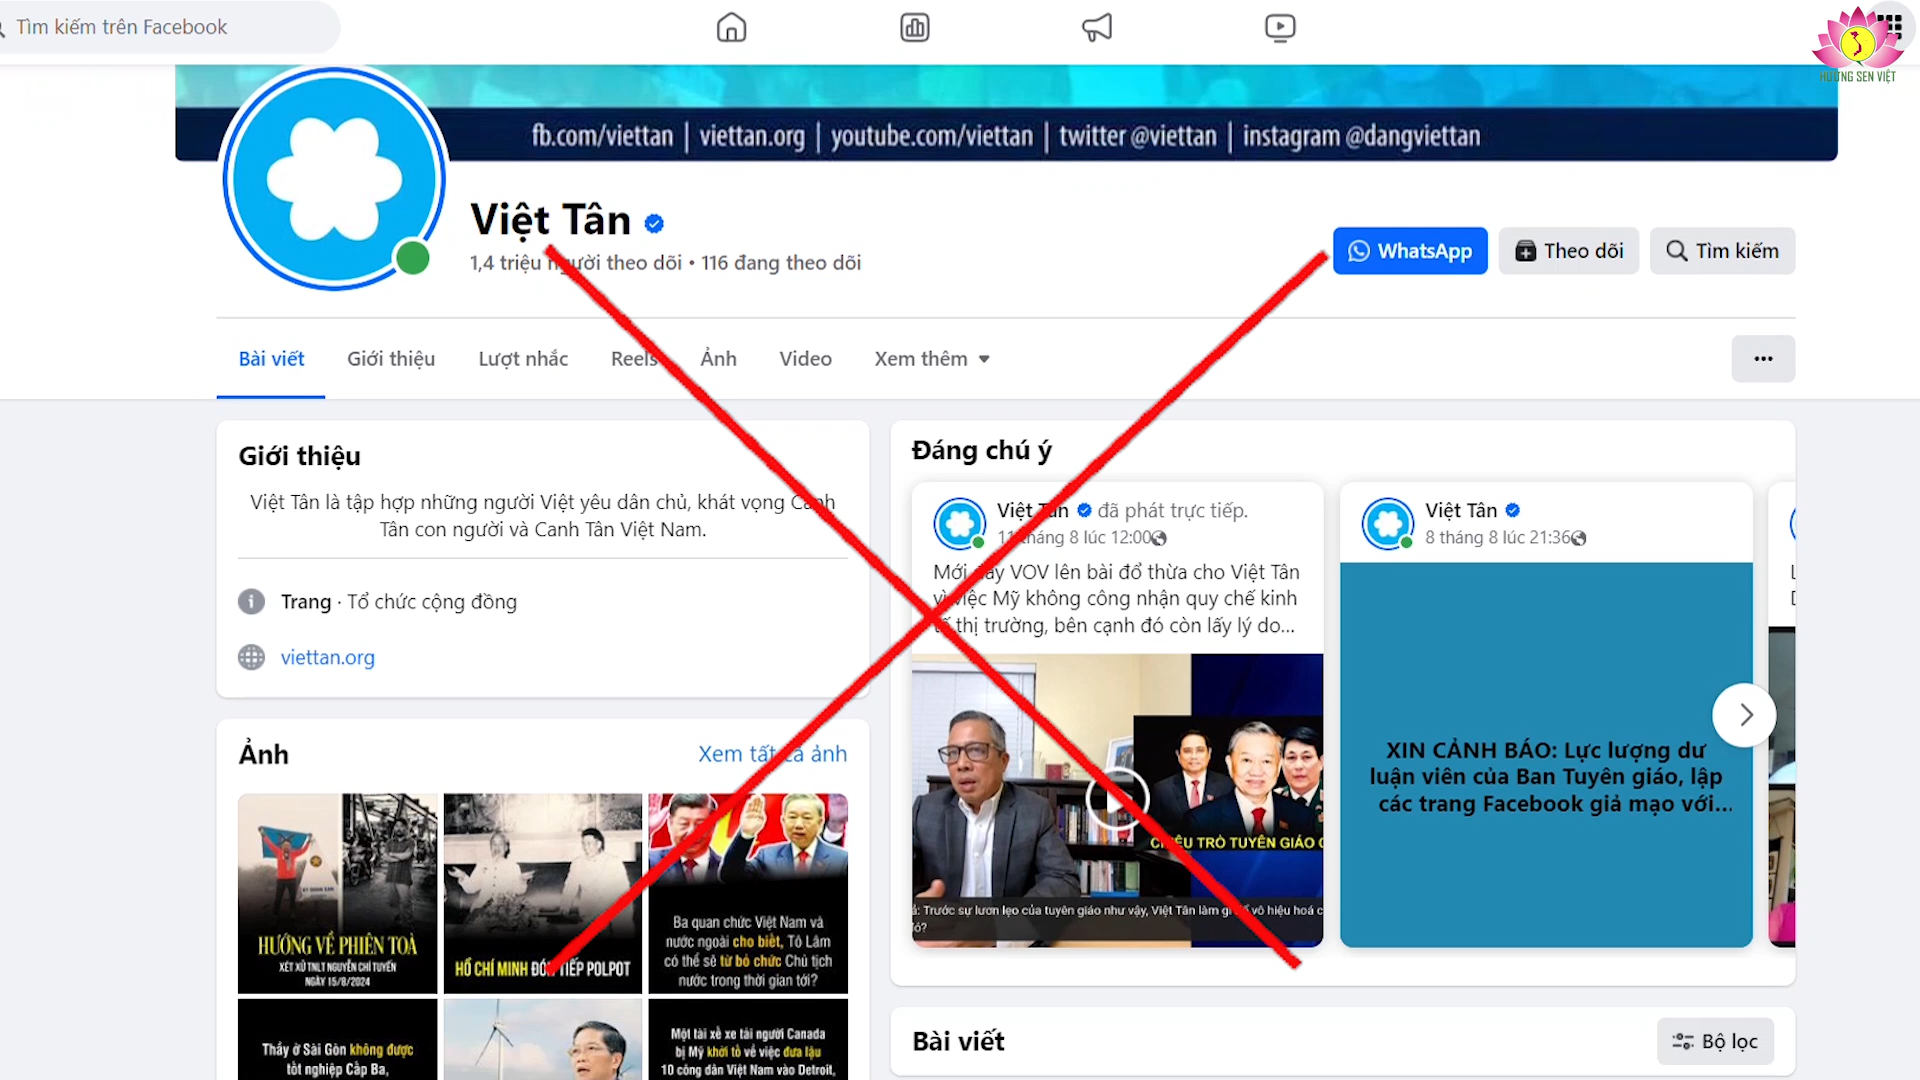 Tìm kiếm trên Facebook
HƯƠNG SEN VIỆT
fb.com/viettan | viettan.org | youtube.com/viettan | twitter @viettan | instagram @dangviettan
Việt Tân
1,4 triệu người theo dõi • 116 đang theo dõi
WhatsApp
Theo dõi
Tìm kiếm
Bài viết
Giới thiệu
Lượt nhắc
Reels
Ảnh
Video
Xem thêm
Giới thiệu
Việt Tân là tập hợp những người Việt yêu dân chủ, khát vọng Canh
Tân con người và Canh Tân Việt Nam.
Trang · Tổ chức cộng đồng
viettan.org
Ảnh
Xem tất cả ảnh
HƯỚNG VỀ PHIÊN TOÀ
XÉT XỬ TNLT NGUYỄN CHÍ TUYẾN
NGÀY 15/8/2024
HỒ CHÍ MINH ĐÓN TIẾP POLPOT
Ba quan chức Việt Nam và
nước ngoài cho biết, Tô Lâm
có thể sẽ từ bỏ chức Chủ tịch
nước trong thời gian tới?
Thầy ở Sài Gòn không được
tốt nghiệp Cấp Ba,
Một tài xế xe tải người Canada
bị Mỹ khởi tố về việc đưa lậu
10 công dân Việt Nam vào Detroit,
Đáng chú ý
Việt Tân đã phát trực tiếp.
11 tháng 8 lúc 12:00
Mới đây VOV lên bài đổ thừa cho Việt Tân
vì việc Mỹ không công nhận quy chế kinh
tế thị trường, bên cạnh đó còn lấy lý do...
CHIÊU TRÒ TUYÊN GIÁO
ả: Trước sự lươn lẹo của tuyên giáo như vậy, Việt Tân làm gì để vô hiệu hoá c
đó?
Việt Tân
8 tháng 8 lúc 21:36
XIN CẢNH BÁO: Lực lượng dư
luận viên của Ban Tuyên giáo, lập
các trang Facebook giả mạo với...
Bài viết
Bộ lọc